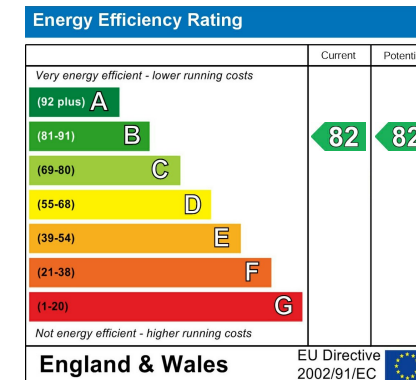 Energy Efficiency Rating
Current Potenti
Very energy efficient - lower running costs
(92 plus) A
(81-91) B 82 82
(69-80) C
(55-68) D
(39-54) E
(21-38) F
(1-20) G
Not energy efficient - higher running costs
England & Wales
EU Directive
2002/91/EC